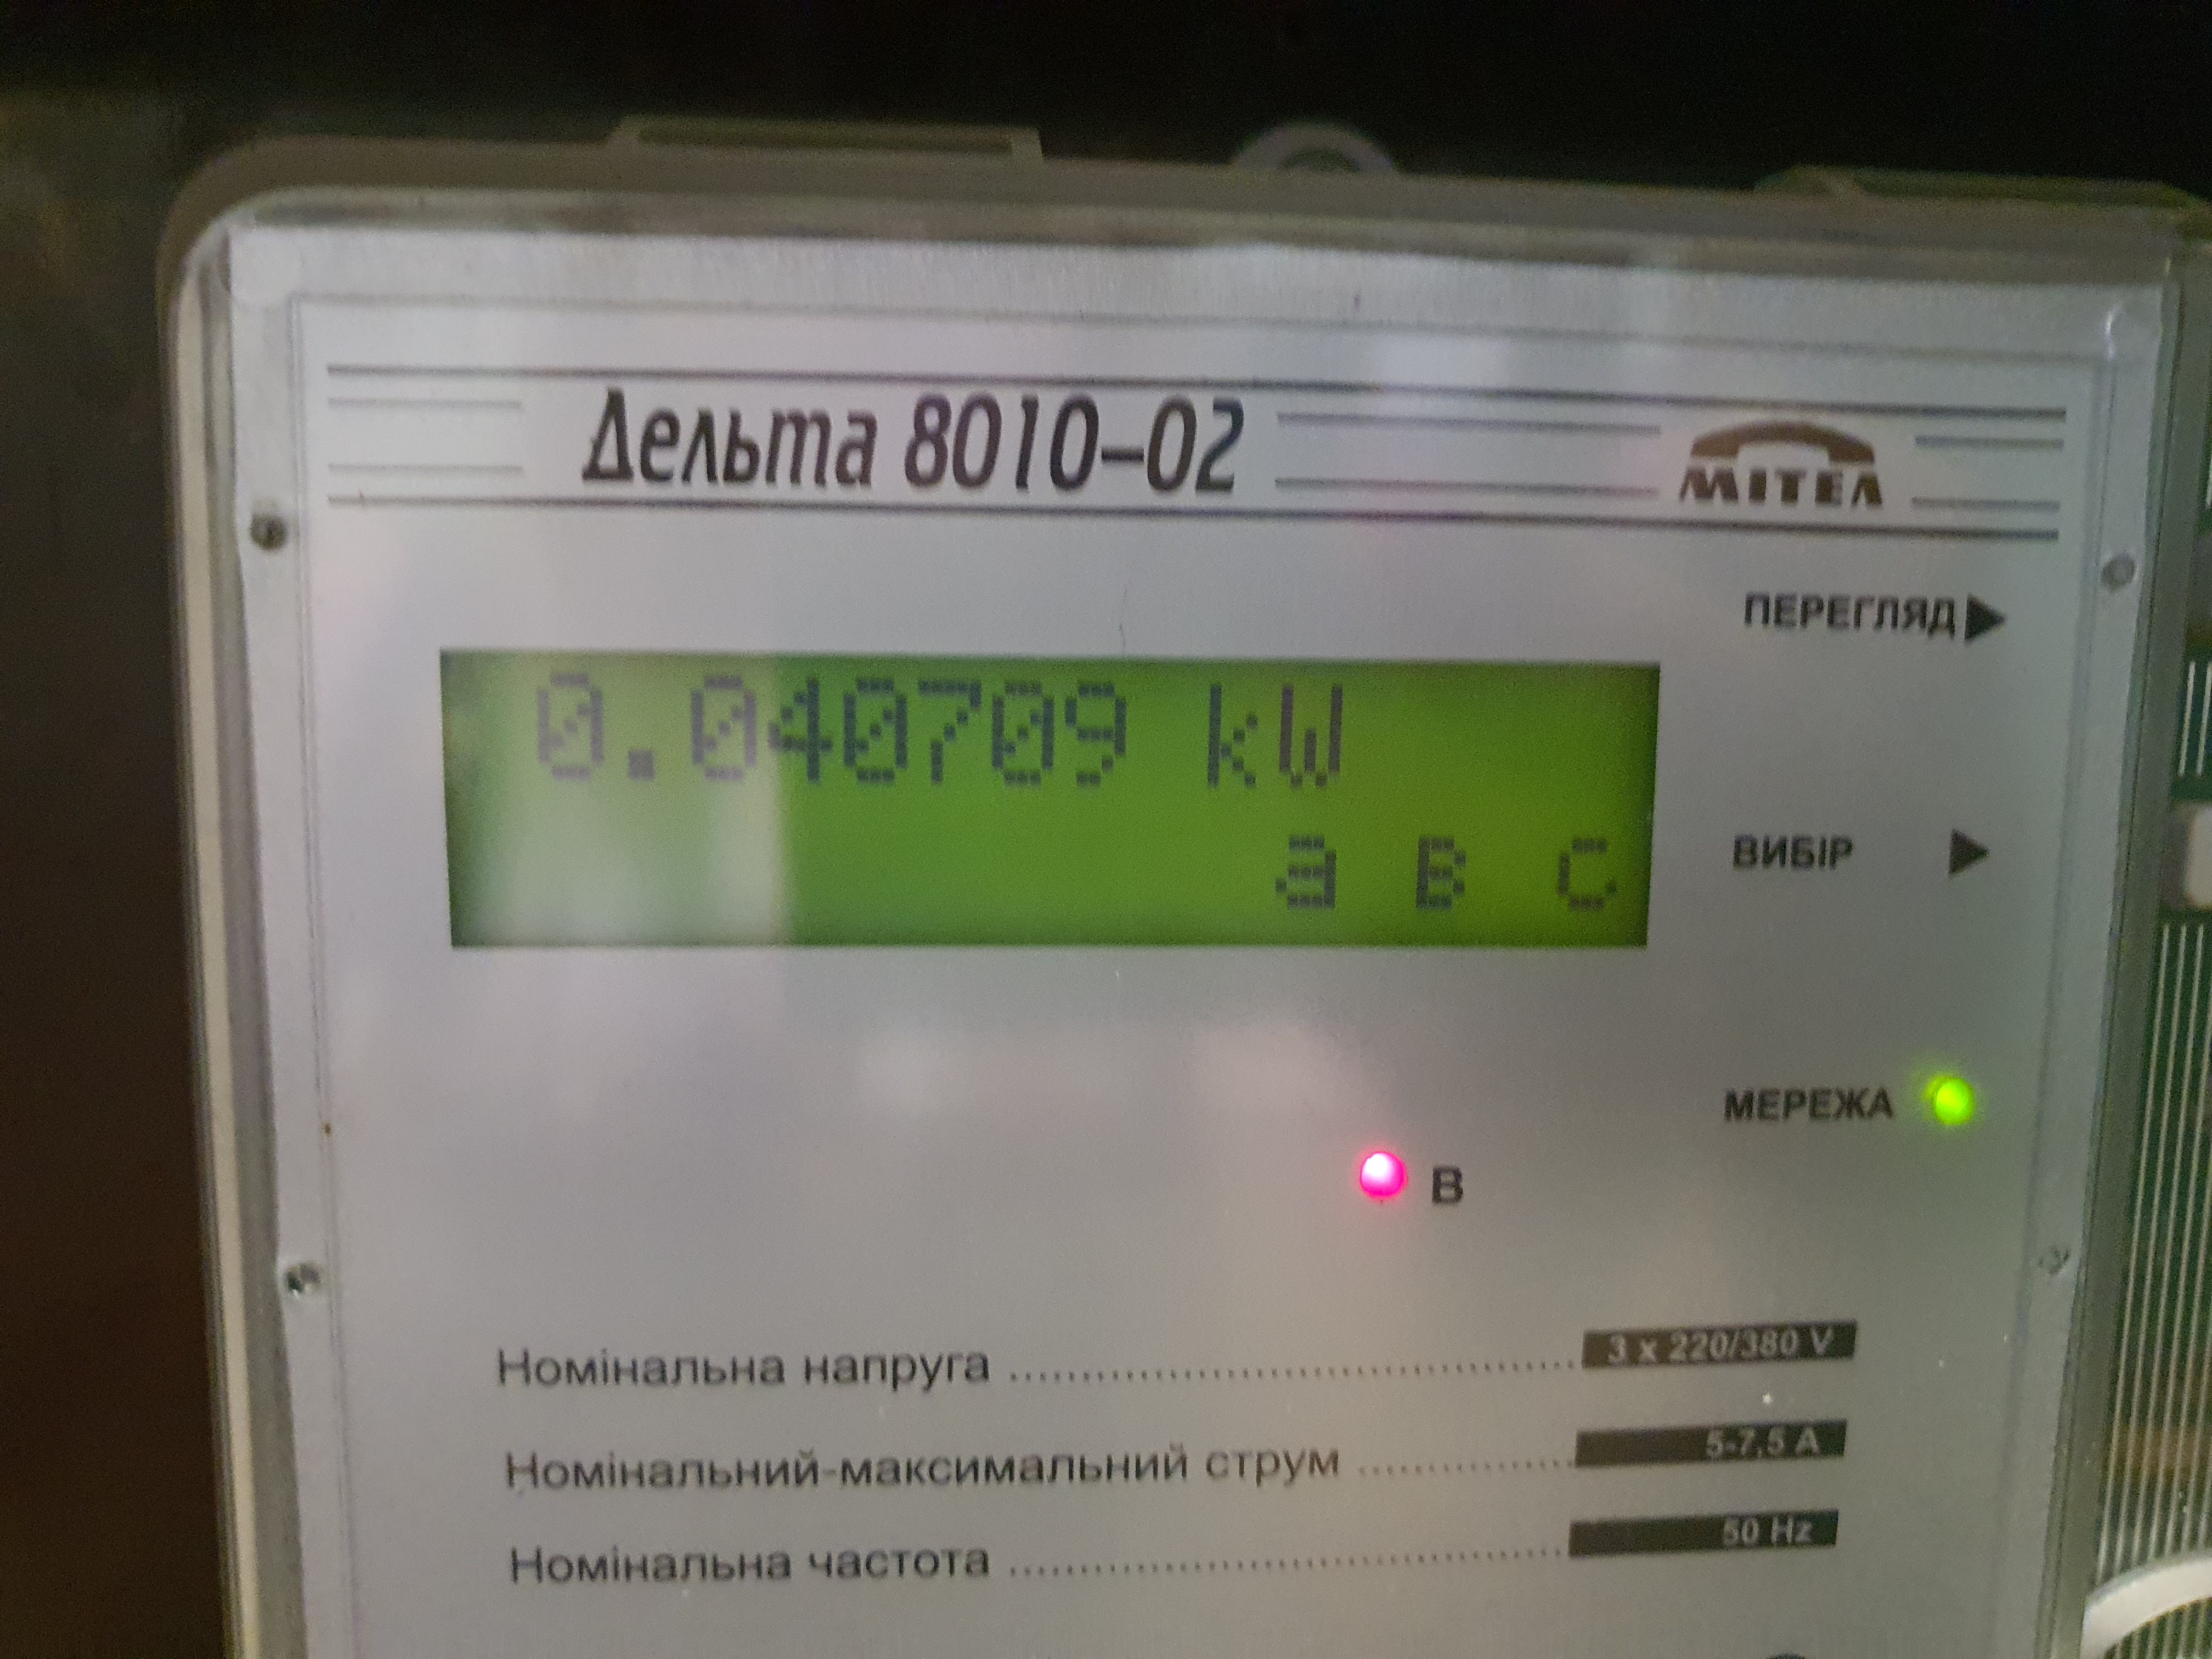 Дельта 8010-02
МІТЕЛ
ПЕРЕГЛЯД
0.040709 kW
a в c
ВИБІР
МЕРЕЖА
В
Номінальна напруга 3 x 220/380 V
Номінальний-максимальний струм 5-7,5 A
Номінальна частота 50 Hz